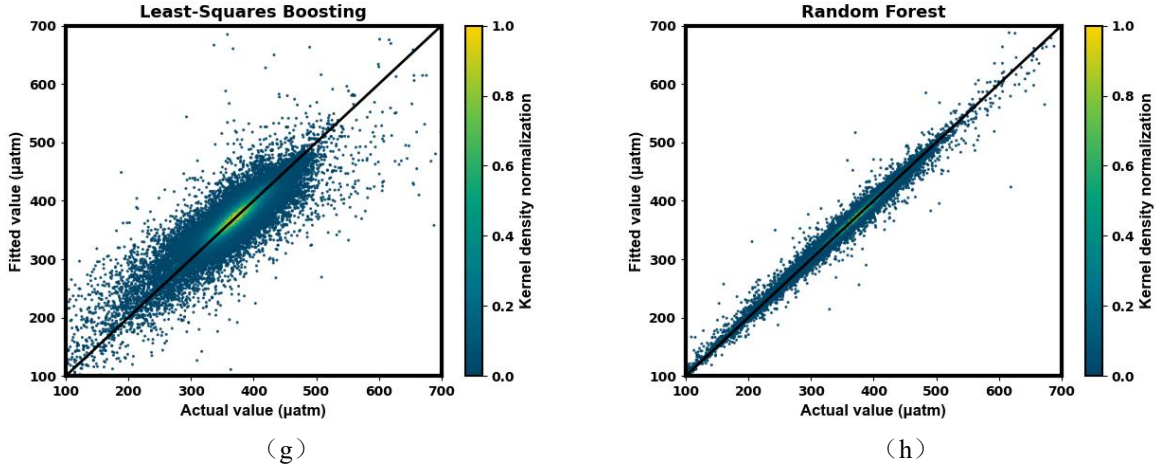 Least-Squares Boosting
700
600
500
400
300
200
100
100 200 300 400 500 600 700
Fitted value (µatm)
Actual value (µatm)
1.0
0.8
0.6
0.4
0.2
0.0
Kernel density normalization
（g）
Random Forest
700
600
500
400
300
200
100
100 200 300 400 500 600 700
Fitted value (µatm)
Actual value (µatm)
1.0
0.8
0.6
0.4
0.2
0.0
Kernel density normalization
（h）